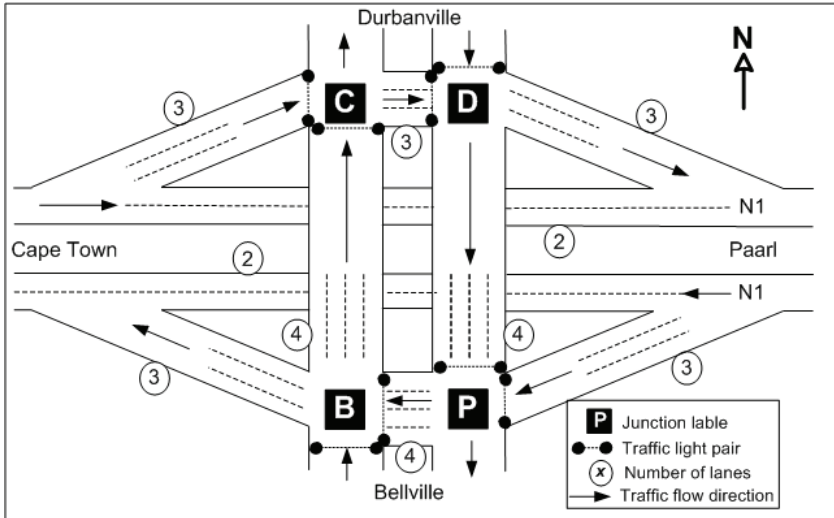 Durbanville
N
C
D
3
3
3
N1
Cape Town
2
2
Paarl
N1
4
4
3
3
B
P
4
Bellville
P Junction lable
Traffic light pair
x Number of lanes
Traffic flow direction